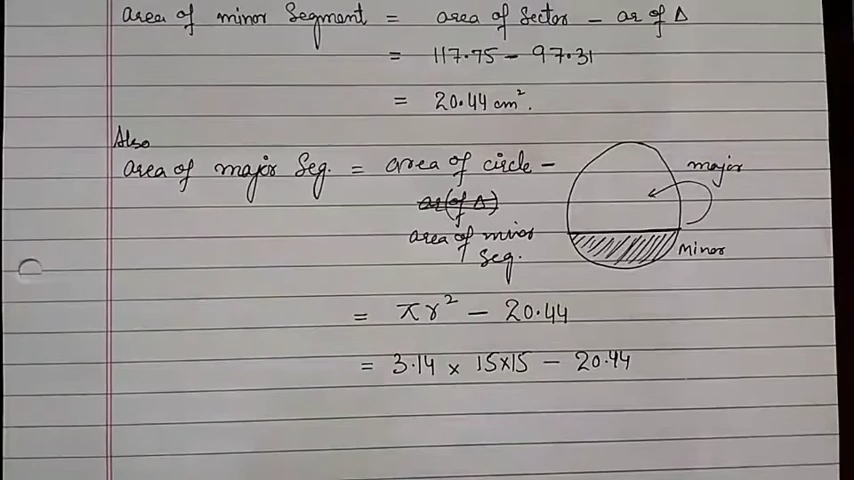 area of minor Segment = area of Sector - ar of Δ
= 117.75 - 97.31
= 20.44 cm².
Also
area of major Seg. = area of circle -
ar(of Δ)
area of minor
Seg.
major
Minor
= πr² - 20.44
= 3.14 × 15×15 - 20.44